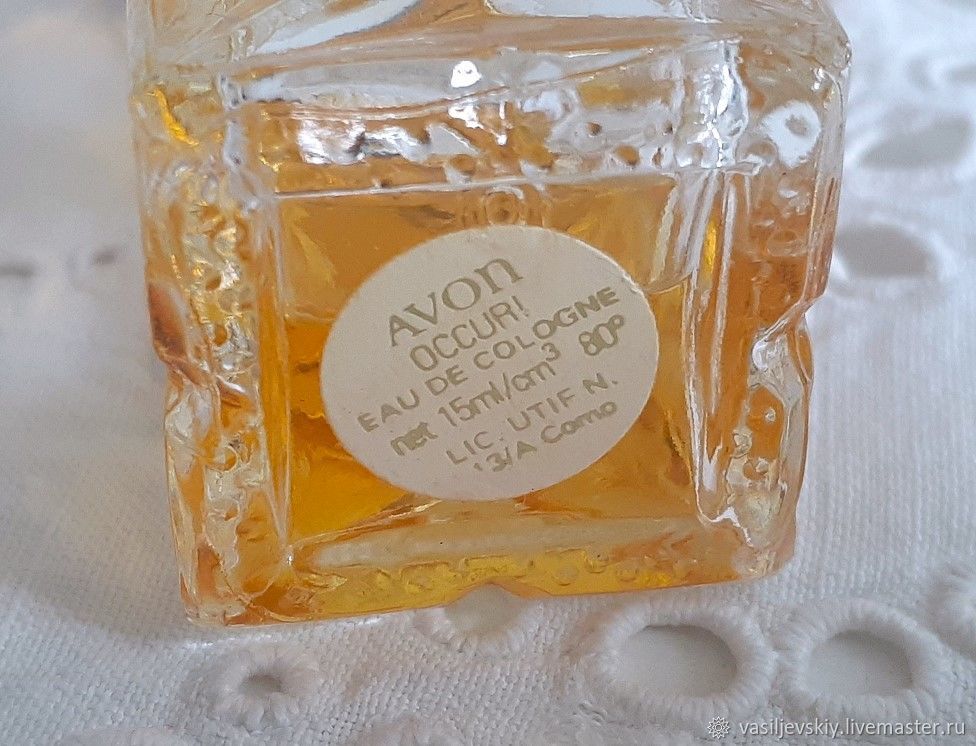 AVON
OCCUR!
EAU DE COLOGNE
net 15ml/cm³ 80°
LIC. UTIF N.
13/A Como
vasiljevskiy.livemaster.ru